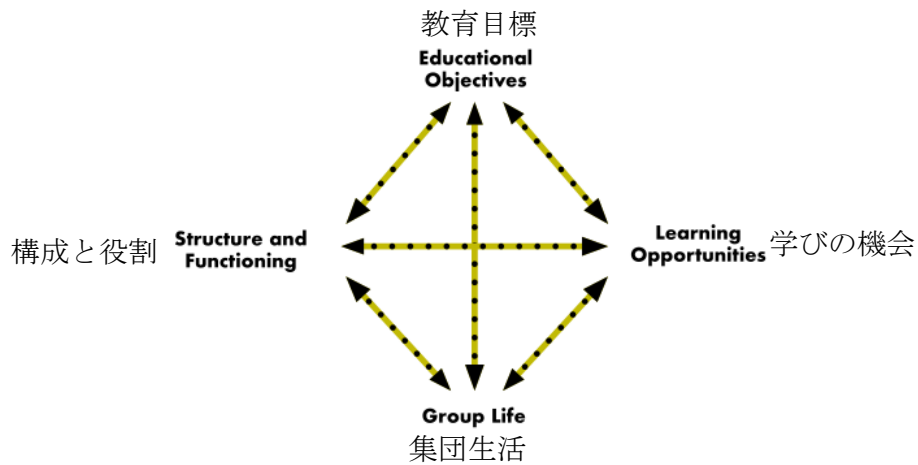 教育目標
Educational
Objectives
構成と役割
Structure and
Functioning
Learning
Opportunities
学びの機会
Group Life
集団生活